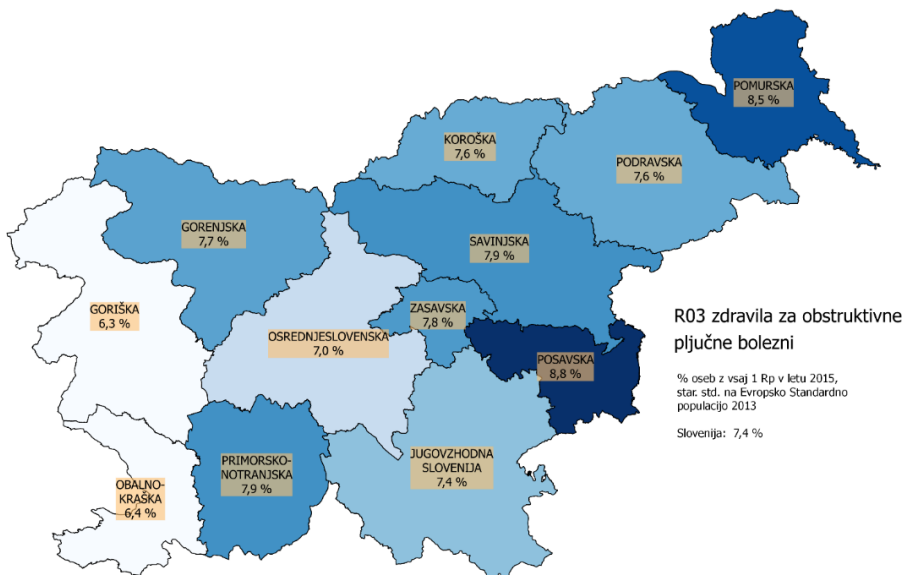 POMURSKA
8,5 %
KOROŠKA
7,6 %
PODRAVSKA
7,6 %
GORENJSKA
7,7 %
SAVINJSKA
7,9 %
GORIŠKA
6,3 %
ZASAVSKA
7,8 %
OSREDNJESLOVENSKA
7,0 %
POSAVSKA
8,8 %
JUGOVZHODNA
SLOVENIJA
7,4 %
PRIMORSKO-
NOTRANJSKA
7,9 %
OBALNO-
KRAŠKA
6,4 %
R03 zdravila za obstruktivne
pljučne bolezni
% oseb z vsaj 1 Rp v letu 2015,
star. std. na Evropsko Standardno
populacijo 2013
Slovenija: 7,4 %